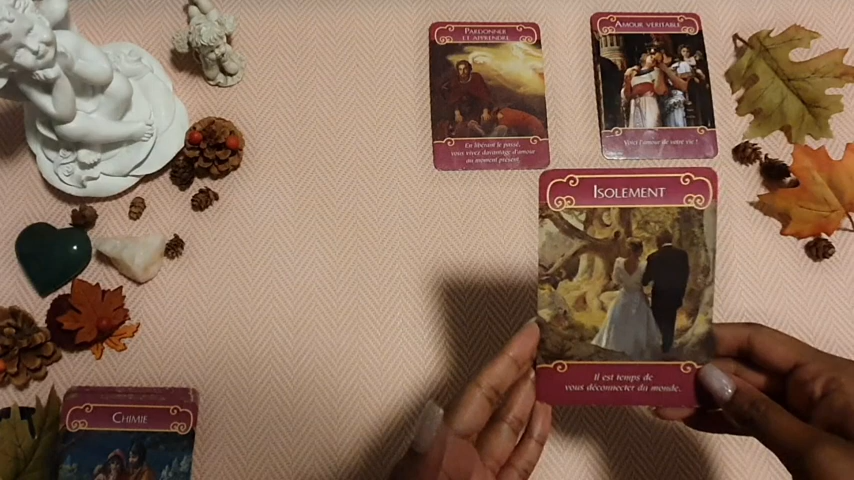 PARDONNER
ET APPRENDRE
En libérant le passé,
vous vivez davantage d'amour
au moment présent.
AMOUR VÉRITABLE
Voici l'amour de votre vie !
ISOLEMENT
Il est temps de
vous déconnecter du monde.
CHIMIE